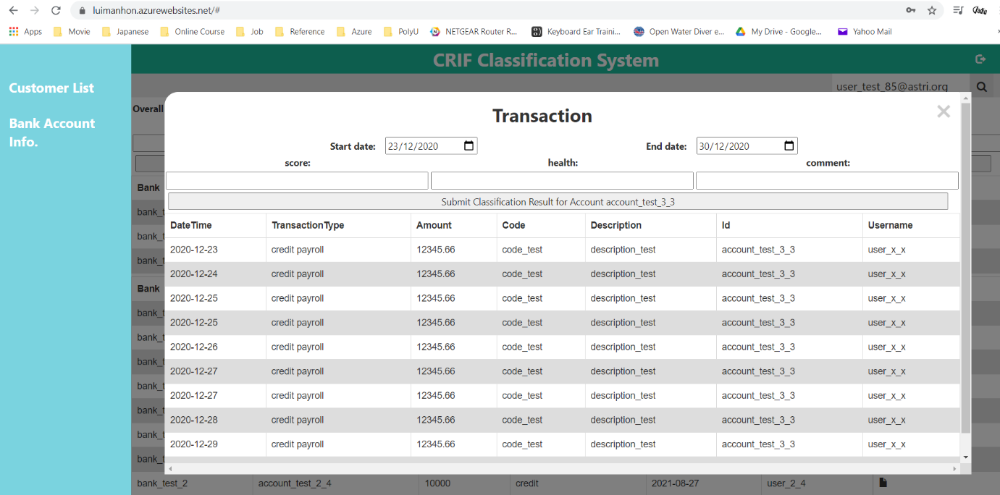 luimanhon.azurewebsites.net/#
Apps Movie Japanese Online Course Job Reference Azure PolyU NETGEAR Router R... Keyboard Ear Traini... Open Water Diver e... My Drive - Google... Yahoo Mail
CRIF Classification System
Customer List
Bank Account
Info.
user_test_85@astri.org
Overall
Transaction
Start date: 23/12/2020 End date: 30/12/2020
score: health: comment:
Submit Classification Result for Account account_test_3_3
Bank
bank_t
bank_t
bank_t
Bank
bank_t
bank_t
bank_t
bank_t
bank_t
bank_t
bank_t
DateTime TransactionType Amount Code Description Id Username
2020-12-23 credit payroll 12345.66 code_test description_test account_test_3_3 user_x_x
2020-12-24 credit payroll 12345.66 code_test description_test account_test_3_3 user_x_x
2020-12-25 credit payroll 12345.66 code_test description_test account_test_3_3 user_x_x
2020-12-25 credit payroll 12345.66 code_test description_test account_test_3_3 user_x_x
2020-12-26 credit payroll 12345.66 code_test description_test account_test_3_3 user_x_x
2020-12-27 credit payroll 12345.66 code_test description_test account_test_3_3 user_x_x
2020-12-27 credit payroll 12345.66 code_test description_test account_test_3_3 user_x_x
2020-12-28 credit payroll 12345.66 code_test description_test account_test_3_3 user_x_x
2020-12-29 credit payroll 12345.66 code_test description_test account_test_3_3 user_x_x
bank_test_2 account_test_2_4 10000 credit 2021-08-27 user_2_4